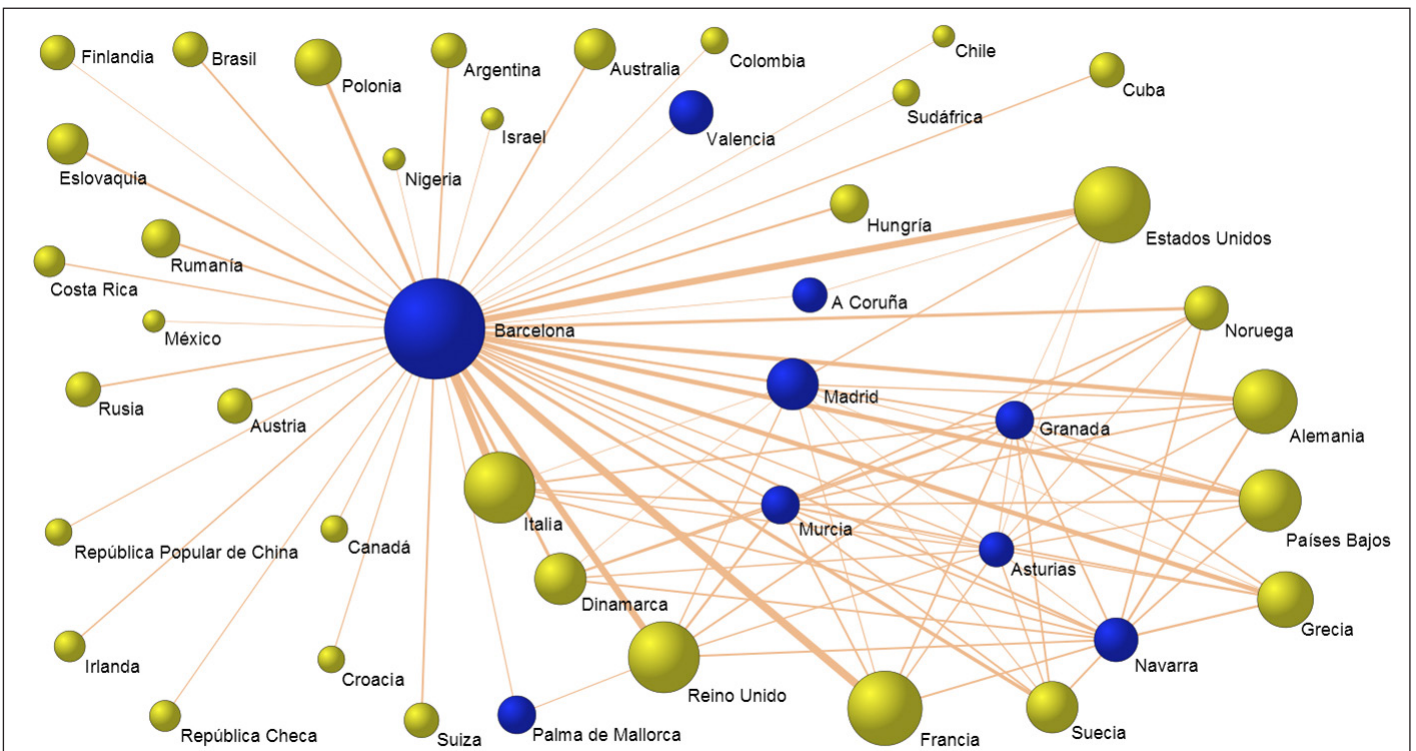 Finlandia
Brasil
Polonia
Argentina
Australia
Colombia
Chile
Cuba
Sudáfrica
Israel
Valencia
Nigeria
Eslovaquia
Hungría
Estados Unidos
Rumanía
Costa Rica
A Coruña
México
Barcelona
Noruega
Rusia
Austria
Madrid
Granada
Alemania
Italia
Murcia
Países Bajos
República Popular de China
Canadá
Asturias
Dinamarca
Grecia
Irlanda
Croacia
Reino Unido
Navarra
República Checa
Suiza
Palma de Mallorca
Francia
Suecia